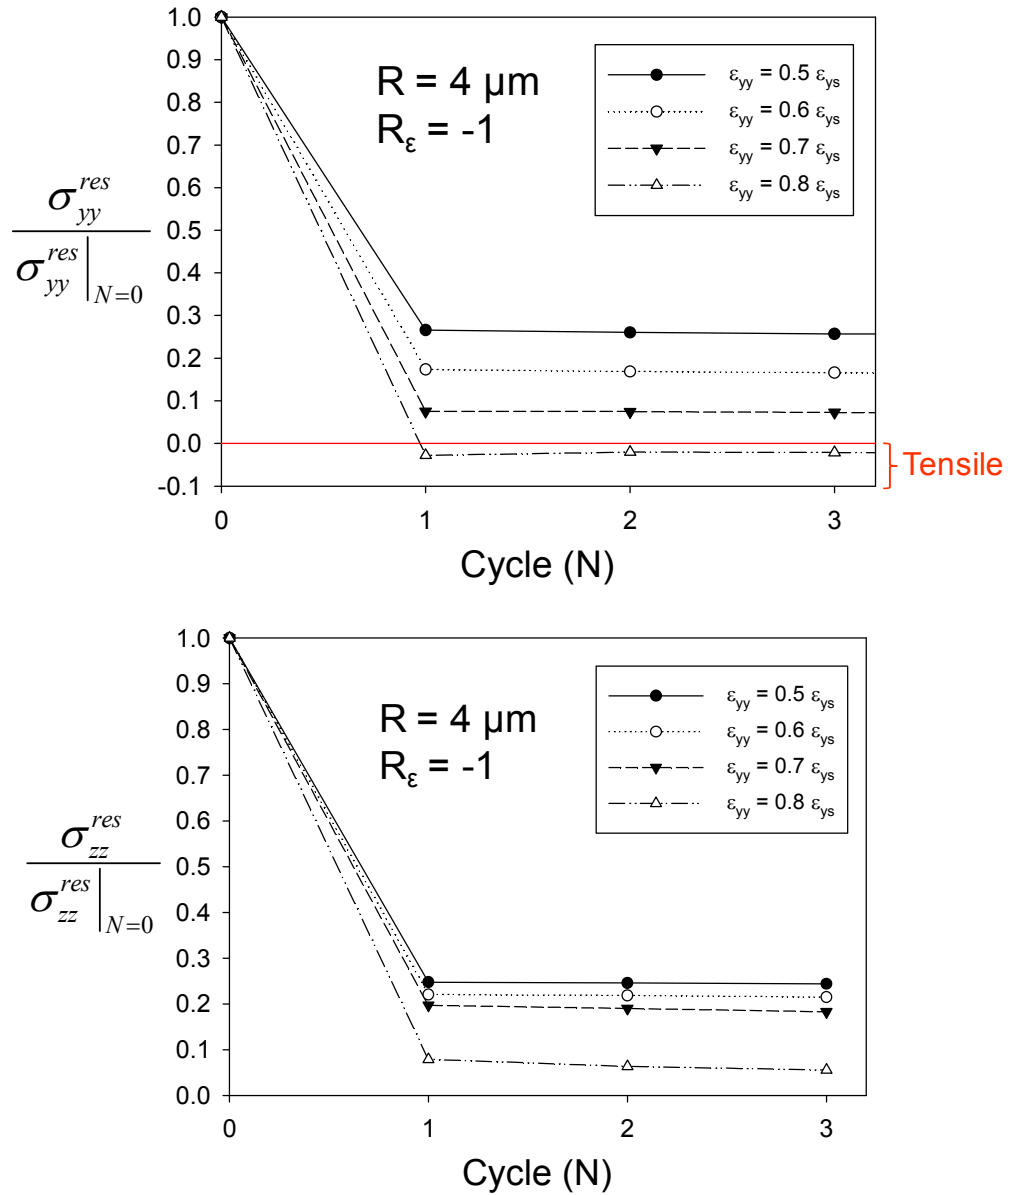 1.0
0.9
0.8
0.7
0.6
0.5
0.4
0.3
0.2
0.1
0.0
-0.1
R = 4 μm
R_ε = -1
ε_yy = 0.5 ε_ys
ε_yy = 0.6 ε_ys
ε_yy = 0.7 ε_ys
ε_yy = 0.8 ε_ys
σ_yy^res
σ_yy^res|_N=0
Tensile
0 1 2 3
Cycle (N)
1.0
0.9
0.8
0.7
0.6
0.5
0.4
0.3
0.2
0.1
0.0
R = 4 μm
R_ε = -1
ε_yy = 0.5 ε_ys
ε_yy = 0.6 ε_ys
ε_yy = 0.7 ε_ys
ε_yy = 0.8 ε_ys
σ_zz^res
σ_zz^res|_N=0
0 1 2 3
Cycle (N)